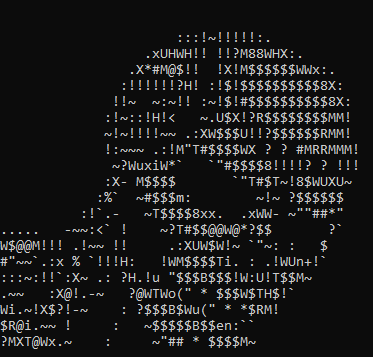 :::!~!!!!!:.
.xUHWH!! !!?M88WHX:.
.X*#M@$!!  !X!M$$$$$$WWx:.
:!!!!!!?H! :!$!$$$$$$$$$$8X:
!!~  ~:~!! :~!$!#$$$$$$$$$$8X:
:!~::!H!<   ~.U$X!?R$$$$$$$$MM!
~!~!!!!~~ .:XW$$$U!!?$$$$$$RMM!
!:~~~ .:!M"T#$$$$WX ? ? #MRRMMM!
~?WuxiW*`   `"#$$$$8!!!!? ? !!!
:X- M$$$$       `"T#$T~!8$WUXU~
:%`  ~#$$$m:        ~!~ ?$$$$$$
:!`.-   ~T$$$$8xx.  .xWW- ~""##*"
.....   -~~:<` !    ~?T#$$@@W@*?$$      ?`
W$@@M!!! .!~~ !!     .:XUW$W!~ `"~: :   $
#"~~`.:x % `!!!H:   !WM$$$$Ti. : .!WUn+!`
:::~:!!`:X~ .: ?H.!u "$$$B$$$!W:U!T$$M~
.~~   :X@!.-~   ?@WTWo(" * $$$W$TH$!`
Wi.~!X$?!-~    : ?$$$B$Wu(" * *$RM!
$R@i.~~ !     :   ~$$$$$B$$en:``
?MXT@Wx.~    :     ~"## * $$$$M~